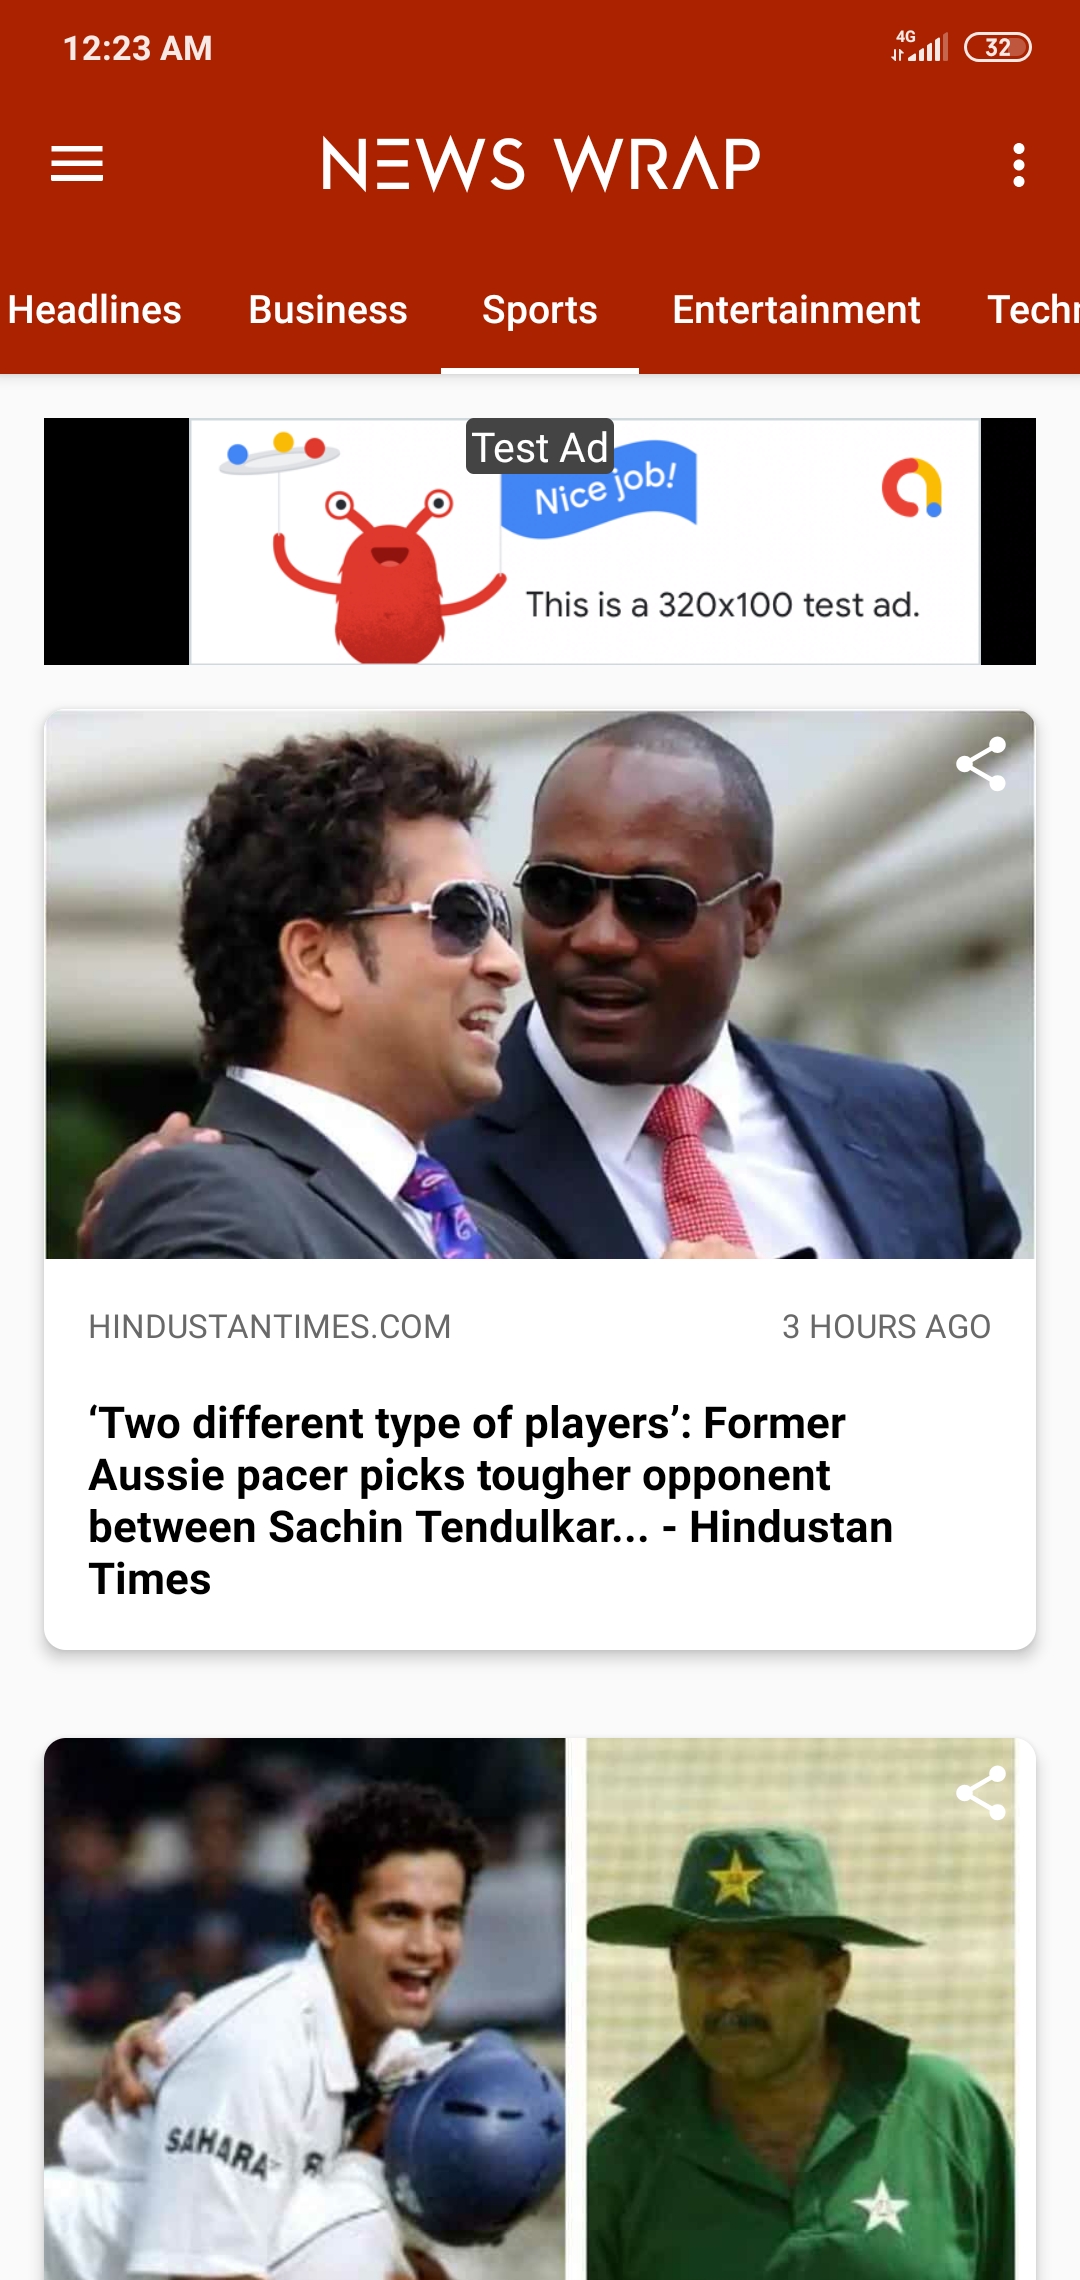 12:23 AM
4G
32
NEWS WRAP
Headlines Business Sports Entertainment Techn
Test Ad
Nice job!
This is a 320x100 test ad.
HINDUSTANTIMES.COM 3 HOURS AGO
‘Two different type of players’: Former
Aussie pacer picks tougher opponent
between Sachin Tendulkar... - Hindustan
Times
SAHARA